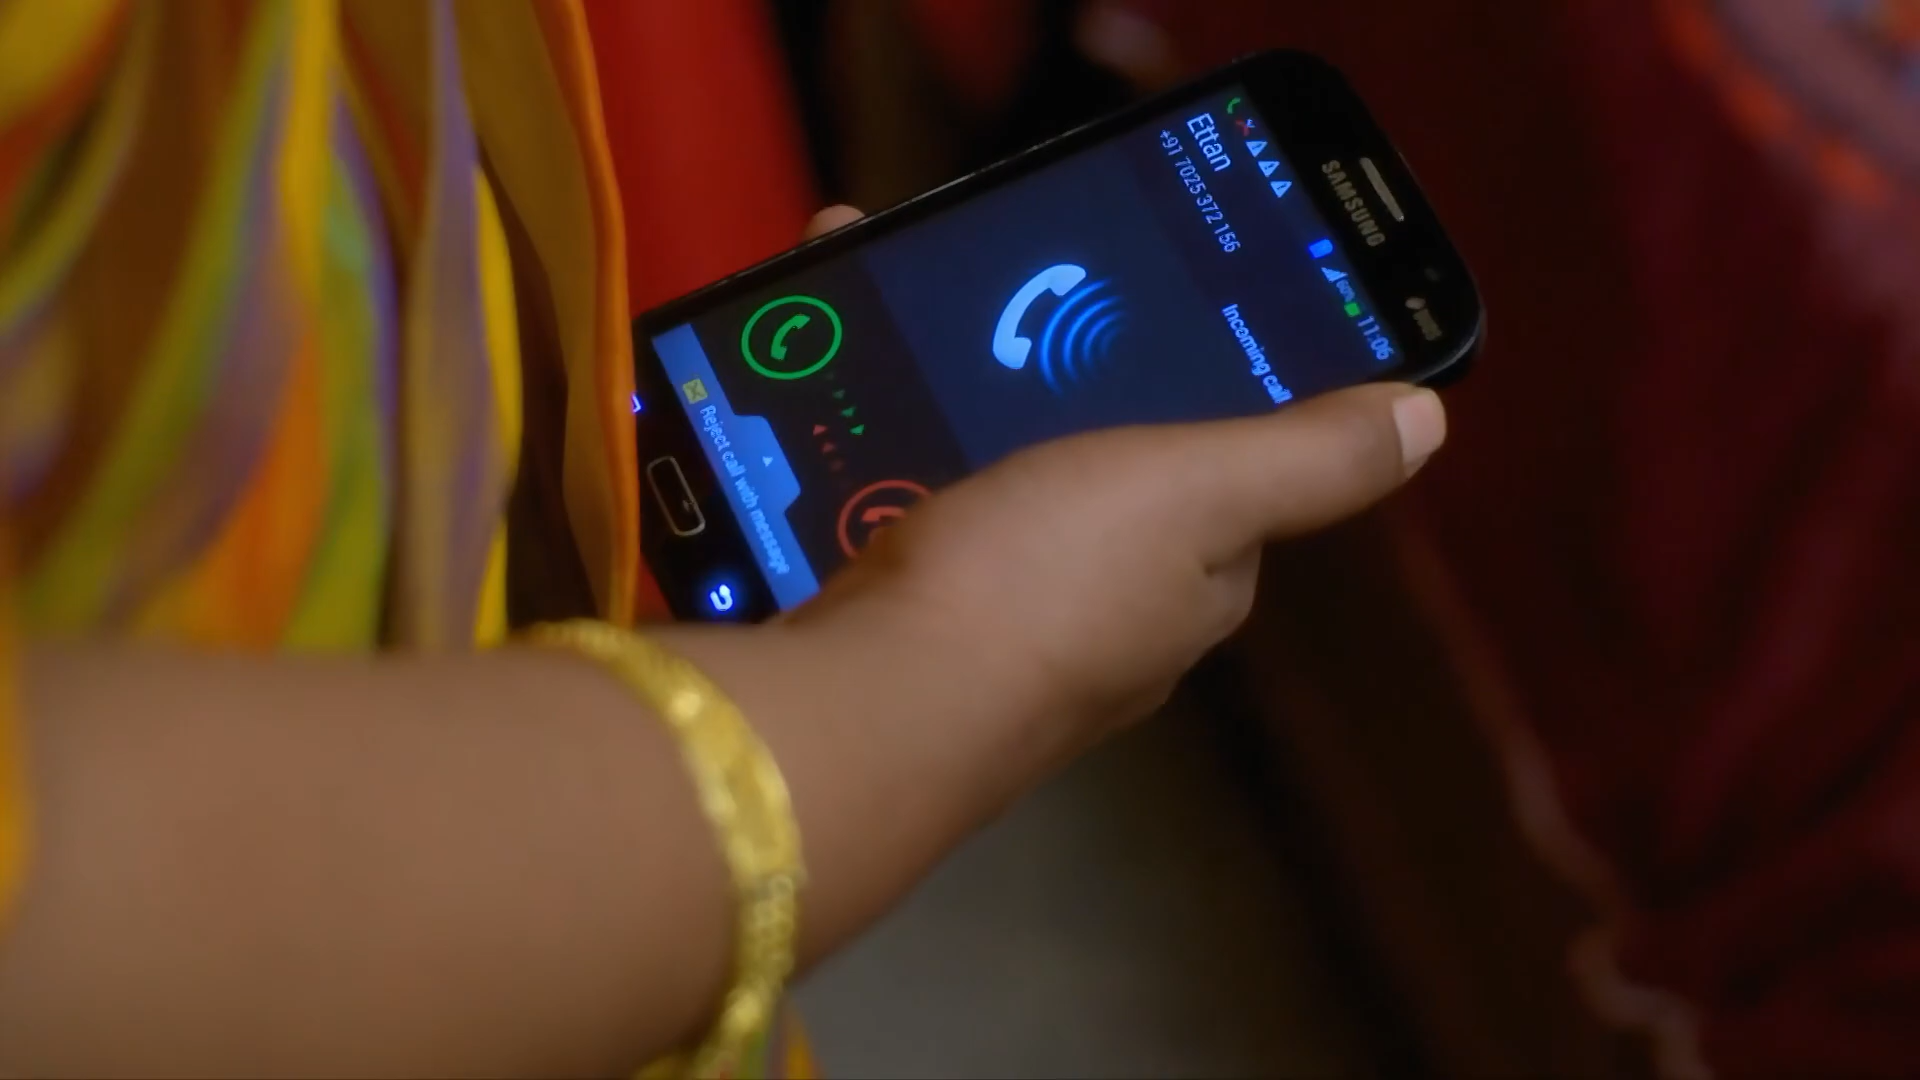 SAMSUNG
11:06
Ettan
+91 7025 372 156
Incoming call
Reject call with message